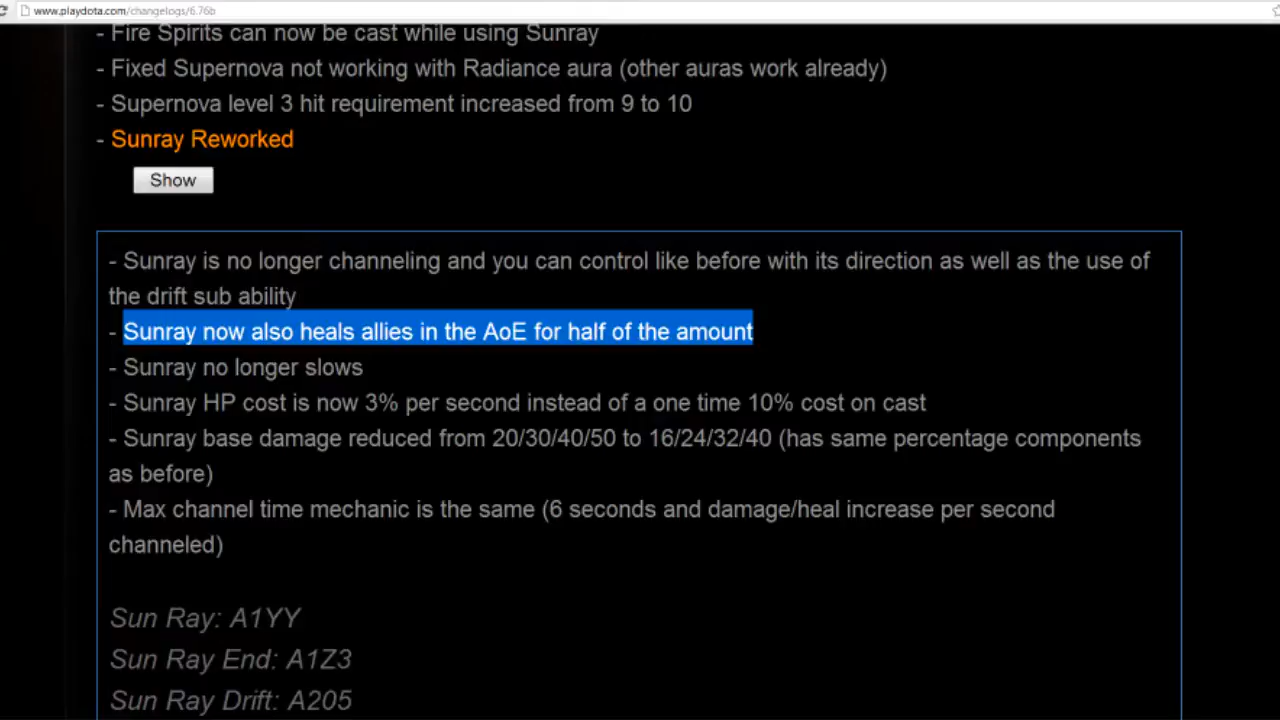 www.playdota.com/changelogs/6.76b
- Fire Spirits can now be cast while using Sunray
- Fixed Supernova not working with Radiance aura (other auras work already)
- Supernova level 3 hit requirement increased from 9 to 10
- Sunray Reworked
Show
- Sunray is no longer channeling and you can control like before with its direction as well as the use of
the drift sub ability
- Sunray now also heals allies in the AoE for half of the amount
- Sunray no longer slows
- Sunray HP cost is now 3% per second instead of a one time 10% cost on cast
- Sunray base damage reduced from 20/30/40/50 to 16/24/32/40 (has same percentage components
as before)
- Max channel time mechanic is the same (6 seconds and damage/heal increase per second
channeled)
Sun Ray: A1YY
Sun Ray End: A1Z3
Sun Ray Drift: A205